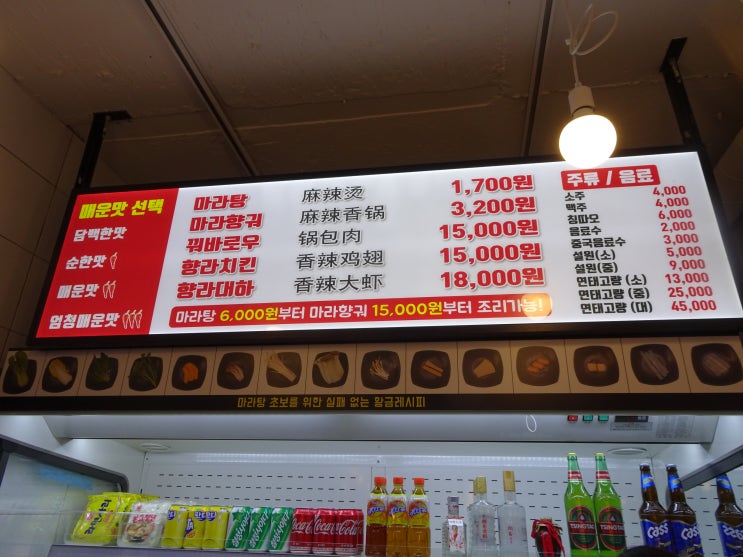 매운맛 선택
담백한맛
순한맛
매운맛
엄청매운맛
마라탕 麻辣烫 1,700원
마라향궈 麻辣香锅 3,200원
꿔바로우 锅包肉 15,000원
향라치킨 香辣鸡翅 15,000원
향라대하 香辣大虾 18,000원
마라탕 6,000원부터 마라향궈 15,000원부터 조리가능!
주류 / 음료
소주 4,000
맥주 4,000
칭따오 6,000
음료수 2,000
중국음료수 3,000
설원(소) 5,000
설원(중) 9,000
연태고량 (소) 13,000
연태고량 (중) 25,000
연태고량 (대) 45,000
마라탕 초보를 위한 실패 없는 황금레시피
Coca-Cola
TSINGTAO
Cass